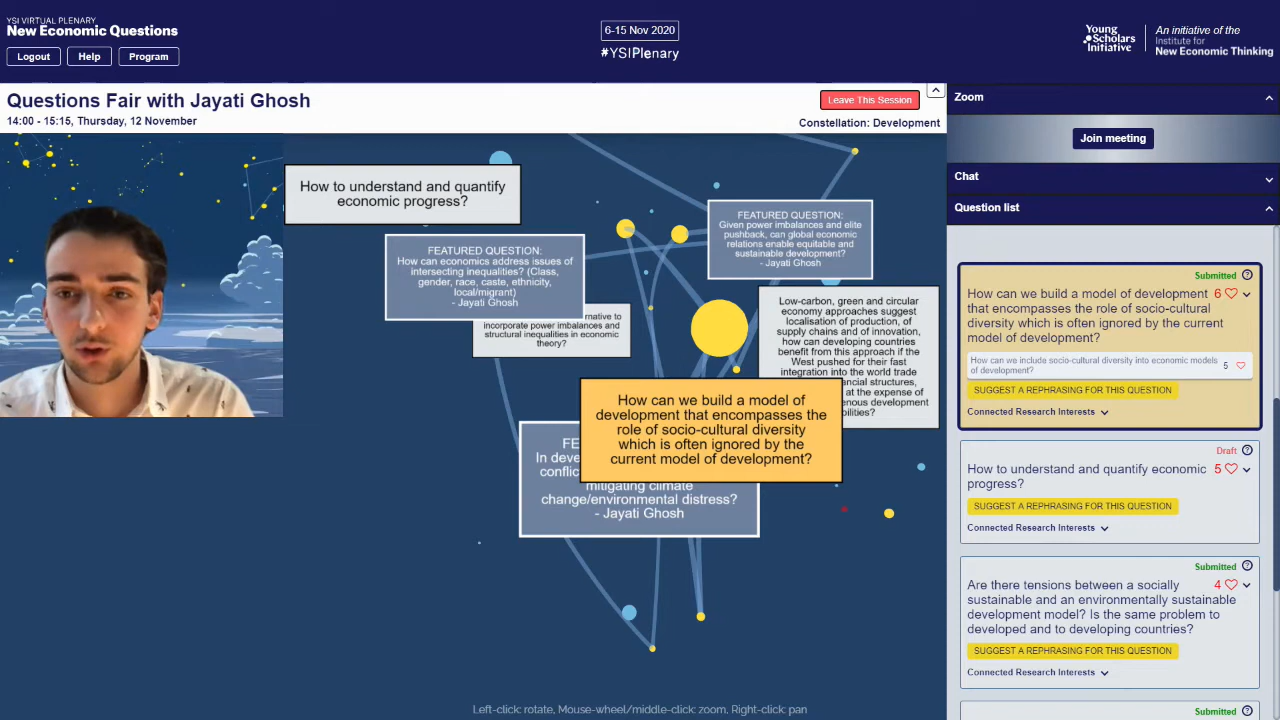 YSI VIRTUAL PLENARY
New Economic Questions
Logout
Help
Program
6-15 Nov 2020
#YSIPlenary
Young
Scholars
Initiative
An initiative of the
Institute for
New Economic Thinking
Questions Fair with Jayati Ghosh
14:00 - 15:15, Thursday, 12 November
Leave This Session
Constellation: Development
How to understand and quantify
economic progress?
FEATURED QUESTION:
How can economics address issues of
intersecting inequalities? (Class,
gender, race, caste, ethnicity,
local/migrant)
- Jayati Ghosh
incorporate power imbalances and
structural inequalities in economic
theory?
FEATURED QUESTION:
Given power imbalances and elite
pushback, can global economic
relations enable equitable and
sustainable development?
- Jayati Ghosh
Low-carbon, green and circular
economy approaches suggest
localisation of production, of
supply chains and of innovation,
how can developing countries
benefit from this approach if the
West pushed for their fast
integration into the world trade
structures,
at the expense of
development
How can we build a model of
development that encompasses the
role of socio-cultural diversity
which is often ignored by the
current model of development?
In
mitigating climate
change/environmental distress?
- Jayati Ghosh
Left-click: rotate, Mouse-wheel/middle-click: zoom, Right-click: pan
Zoom
Join meeting
Chat
Question list
Submitted
How can we build a model of development 6
that encompasses the role of socio-cultural
diversity which is often ignored by the current
model of development?
How can we include socio-cultural diversity into economic models 5
of development?
SUGGEST A REPHRASING FOR THIS QUESTION
Connected Research Interests
Draft
How to understand and quantify economic 5
progress?
SUGGEST A REPHRASING FOR THIS QUESTION
Connected Research Interests
Submitted
Are there tensions between a socially 4
sustainable and an environmentally sustainable
development model? Is the same problem to
developed and to developing countries?
SUGGEST A REPHRASING FOR THIS QUESTION
Connected Research Interests
Submitted